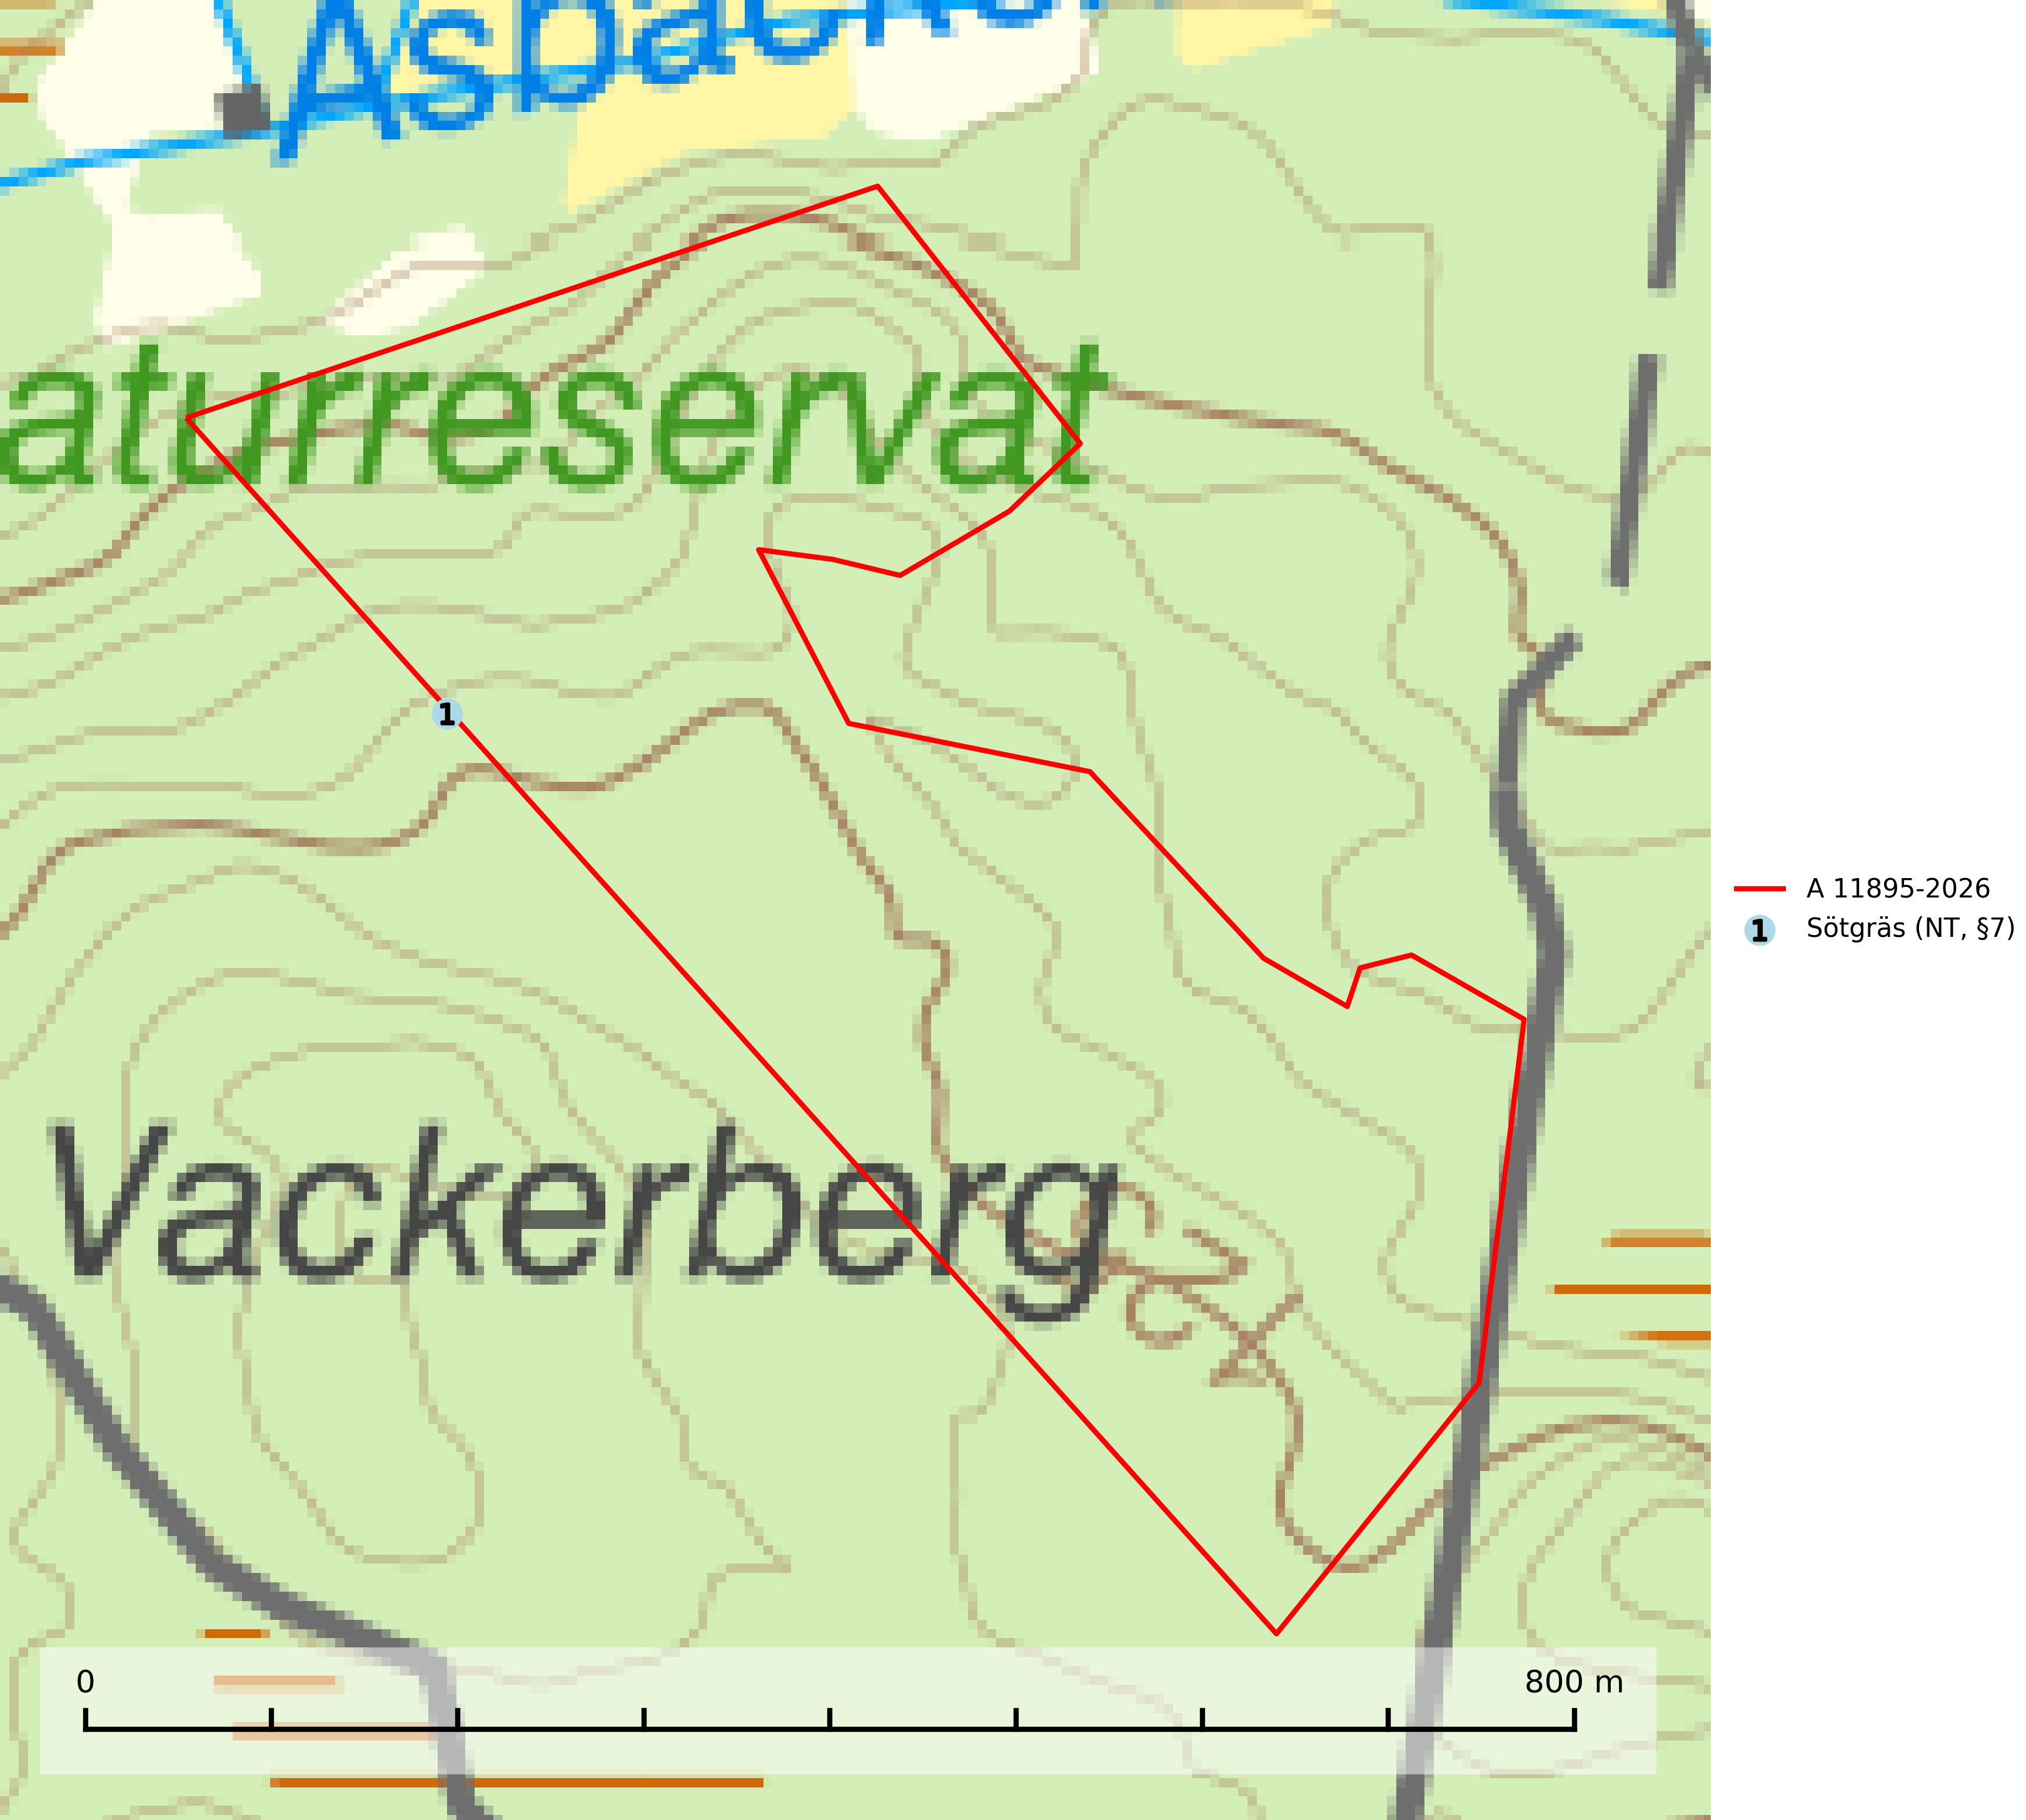 aturreservat
Vackerberg
0 800 m
A 11895-2026
1 Sötgräs (NT, §7)
1